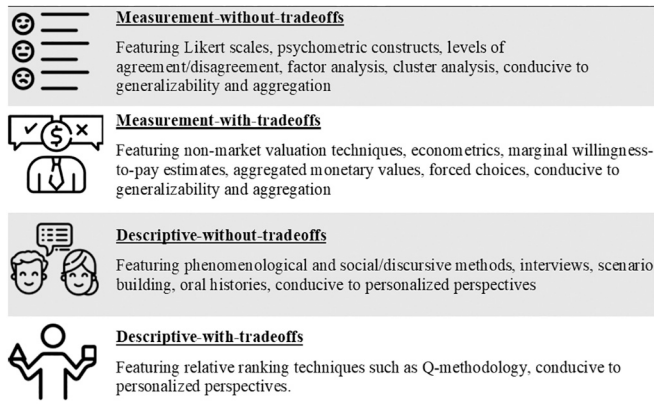 Measurement-without-tradeoffs
Featuring Likert scales, psychometric constructs, levels of
agreement/disagreement, factor analysis, cluster analysis, conducive to
generalizability and aggregation
$
Measurement-with-tradeoffs
Featuring non-market valuation techniques, econometrics, marginal willingness-
to-pay estimates, aggregated monetary values, forced choices, conducive to
generalizability and aggregation
Descriptive-without-tradeoffs
Featuring phenomenological and social/discursive methods, interviews, scenario
building, oral histories, conducive to personalized perspectives
Descriptive-with-tradeoffs
Featuring relative ranking techniques such as Q-methodology, conducive to
personalized perspectives.